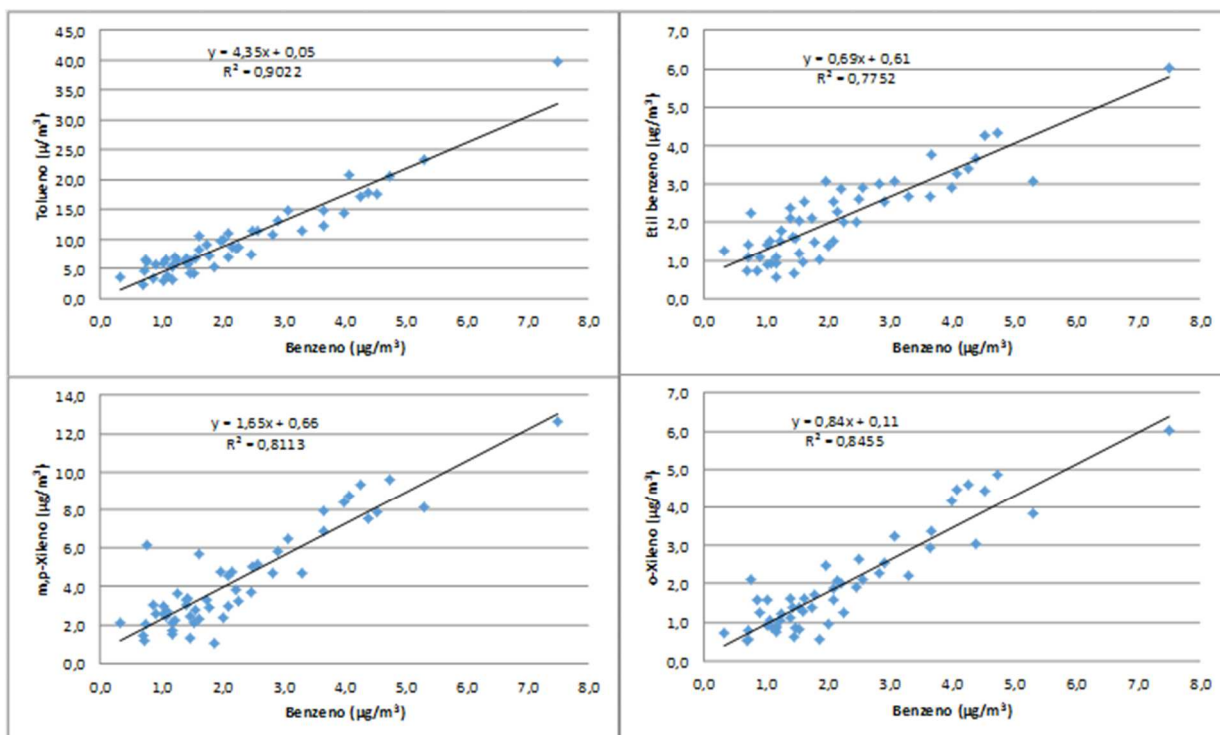 45,0
40,0
35,0
30,0
25,0
20,0
15,0
10,0
5,0
0,0
Tolueno (µ/m³)
y = 4,35x + 0,05
R² = 0,9022
0,0 1,0 2,0 3,0 4,0 5,0 6,0 7,0 8,0
Benzeno (µg/m³)
7,0
6,0
5,0
4,0
3,0
2,0
1,0
0,0
Etil benzeno (µg/m³)
y = 0,69x + 0,61
R² = 0,7752
0,0 1,0 2,0 3,0 4,0 5,0 6,0 7,0 8,0
Benzeno (µg/m³)
14,0
12,0
10,0
8,0
6,0
4,0
2,0
0,0
m,p-Xileno (µg/m³)
y = 1,65x + 0,66
R² = 0,8113
0,0 1,0 2,0 3,0 4,0 5,0 6,0 7,0 8,0
Benzeno (µg/m³)
7,0
6,0
5,0
4,0
3,0
2,0
1,0
0,0
o-Xileno (µg/m³)
y = 0,84x + 0,11
R² = 0,8455
0,0 1,0 2,0 3,0 4,0 5,0 6,0 7,0 8,0
Benzeno (µg/m³)